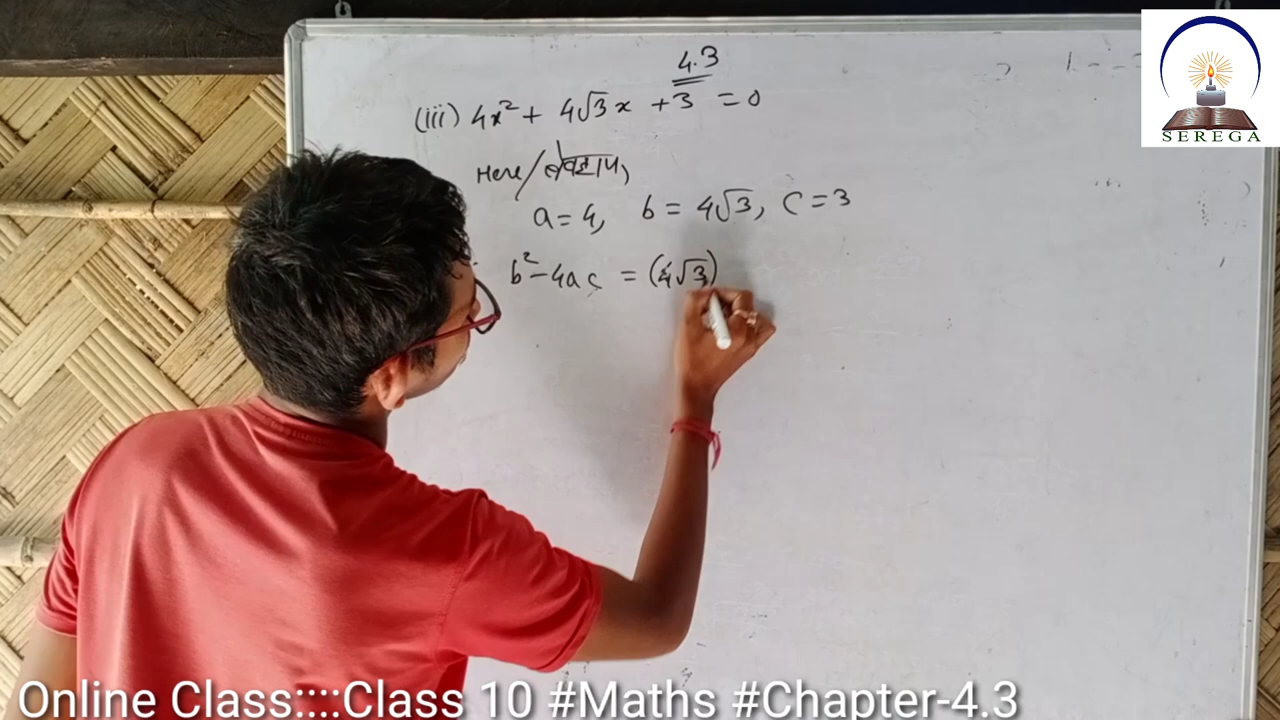 4.3
(iii) 4x² + 4√3x + 3 = 0
Here/
a = 4, b = 4√3, c = 3
b² - 4ac = (4√3)
SEREGA
Online Class::::Class 10 #Maths #Chapter-4.3